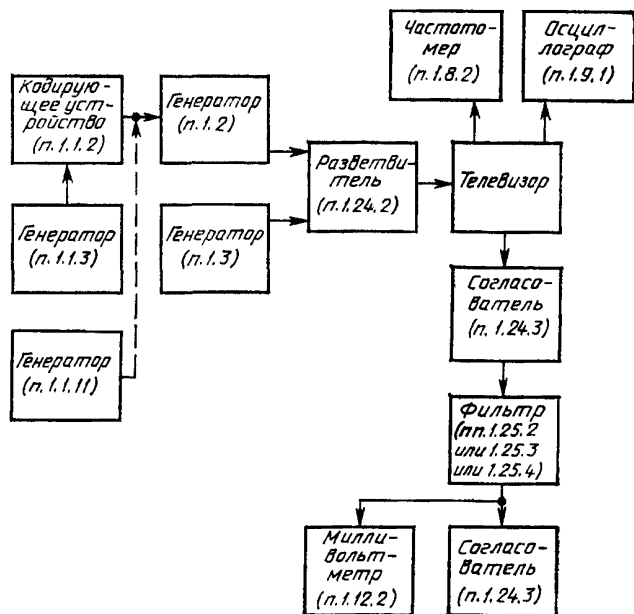 Частото-
мер
(п.1.8.2)
Осцил-
лограф
(п.1.9.1)
Кодирую-
щее уст-
ройство
(п.1.1.2)
Генератор
(п.1.2)
Разветви-
тель
(п.1.24.2)
Телевизор
Генератор
(п.1.1.3)
Генератор
(п.1.3)
Согласо-
ватель
(п.1.24.3)
Генератор
(п.1.1.11)
Фильтр
(пп.1.25.2
или 1.25.3
или 1.25.4)
Милли-
вольт-
метр
(п.1.12.2)
Согласо-
ватель
(п.1.24.3)